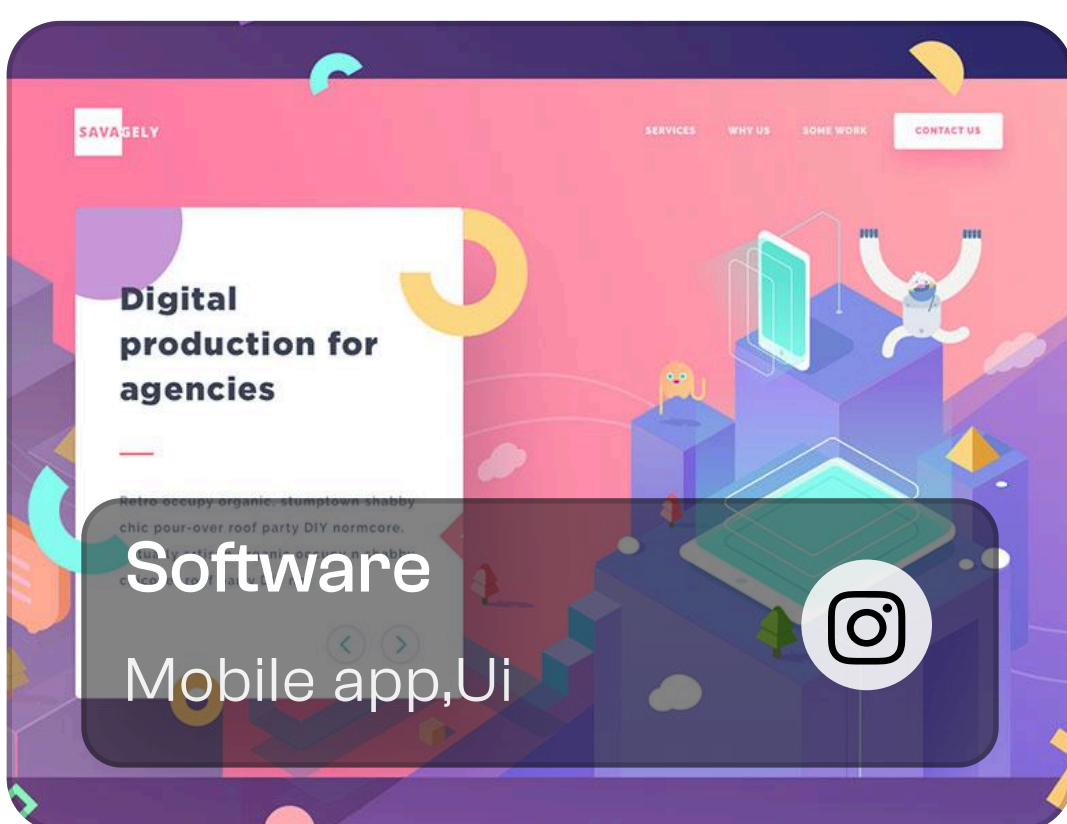 SAVAGELY
SERVICES WHY US SOME WORK CONTACT US
Digital
production for
agencies
Retro occupy organic, stumptown shabby
chic pour-over roof party DIY normcore.
Software
Mobile app,Ui